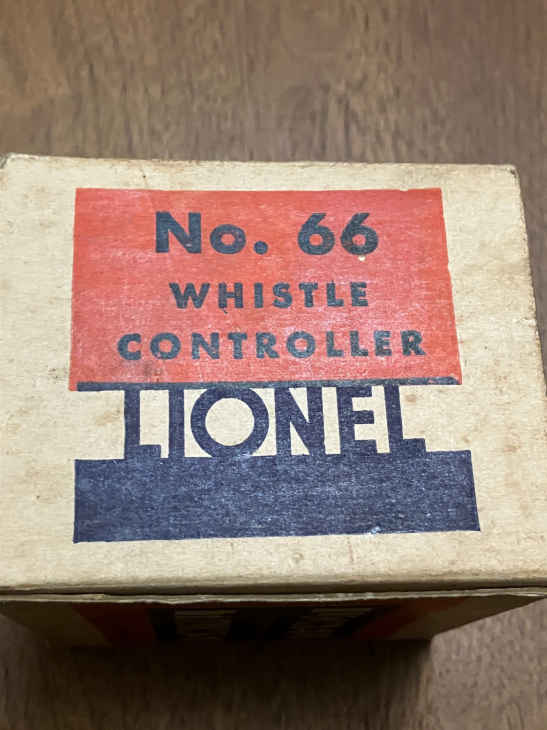 No. 66
WHISTLE
CONTROLLER
LIONEL